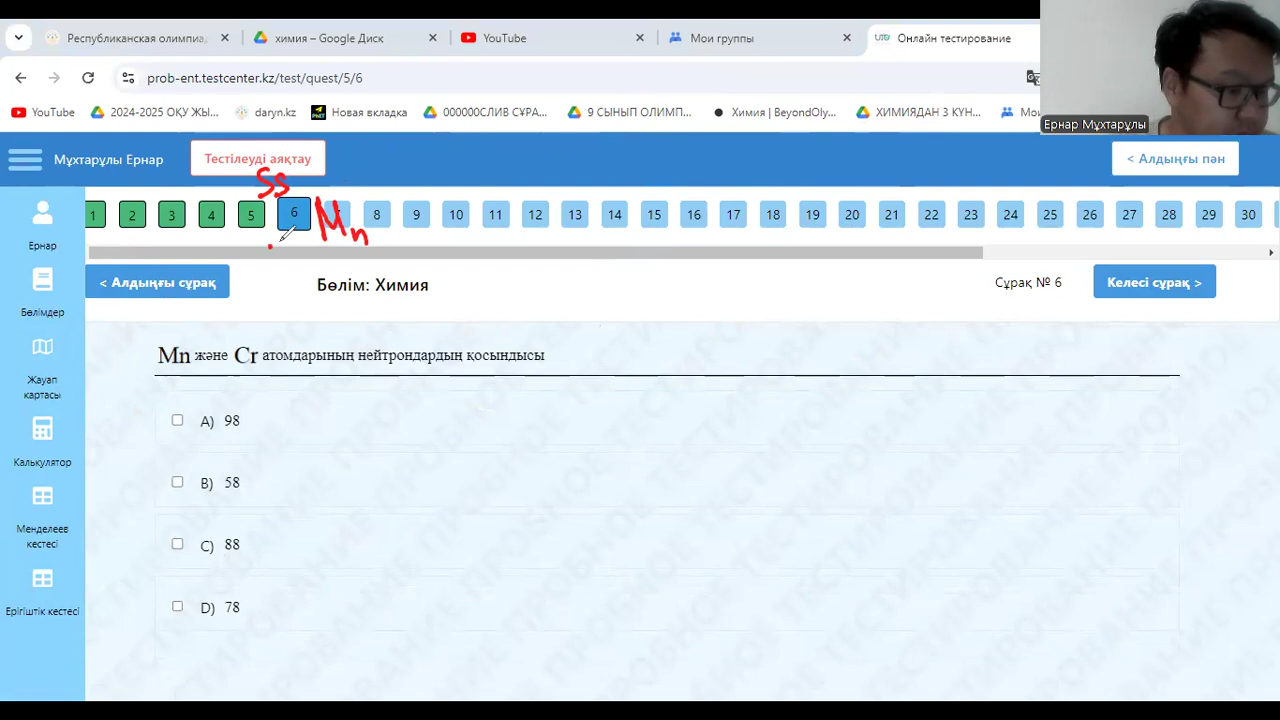 Республиканская олимпиад
химия – Google Диск
YouTube
Мои группы
Онлайн тестирование
prob-ent.testcenter.kz/test/quest/5/6
YouTube
2024-2025 ОҚУ ЖЫ...
daryn.kz
Новая вкладка
000000СЛИВ СҰРА...
9 СЫНЫП ОЛИМП...
Химия | BeyondOly...
ХИМИЯДАН 3 КҮН...
Мои
Ернар Мұхтарұлы
Мұхтарұлы Ернар
Тестілеуді аяқтау
< Алдыңғы пән
55
Mn
1 2 3 4 5 6 8 9 10 11 12 13 14 15 16 17 18 19 20 21 22 23 24 25 26 27 28 29 30
Ернар
Бөлімдер
Жауап
картасы
Калькулятор
Менделеев
кестесі
Ерігіштік кестесі
< Алдыңғы сұрақ
Бөлім: Химия
Сұрақ № 6
Келесі сұрақ >
Mn және Cr атомдарының нейтрондардың қосындысы
A) 98
B) 58
C) 88
D) 78